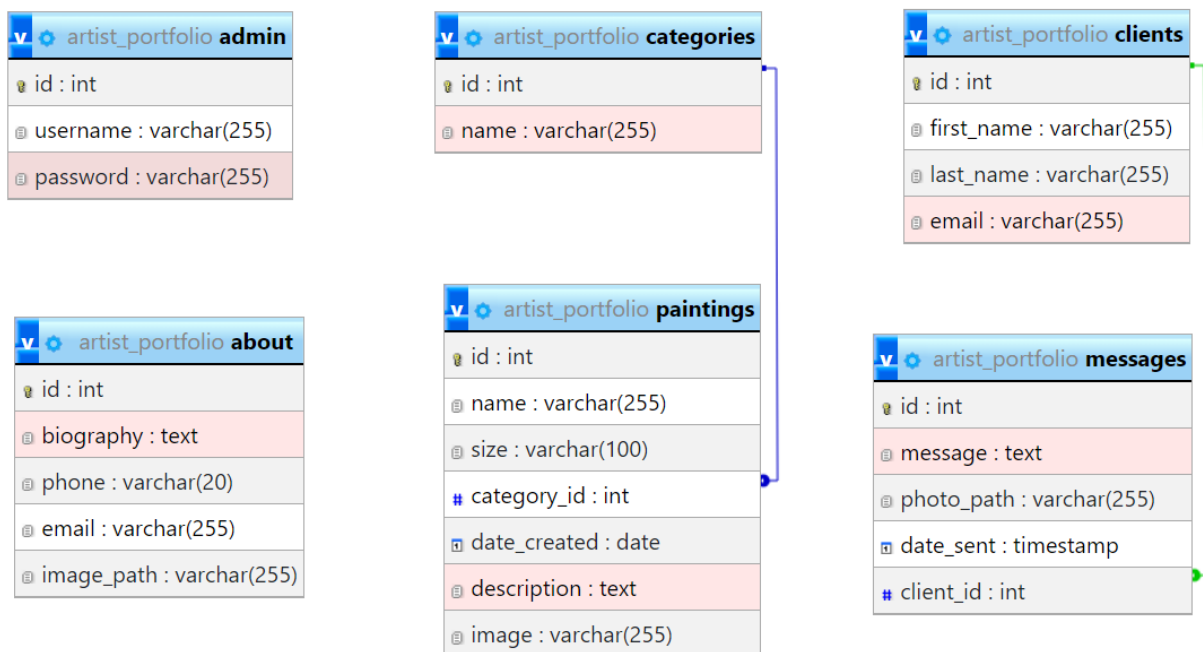 v artist_portfolio admin
id : int
username : varchar(255)
password : varchar(255)
v artist_portfolio categories
id : int
name : varchar(255)
v artist_portfolio clients
id : int
first_name : varchar(255)
last_name : varchar(255)
email : varchar(255)
v artist_portfolio about
id : int
biography : text
phone : varchar(20)
email : varchar(255)
image_path : varchar(255)
v artist_portfolio paintings
id : int
name : varchar(255)
size : varchar(100)
# category_id : int
date_created : date
description : text
image : varchar(255)
v artist_portfolio messages
id : int
message : text
photo_path : varchar(255)
date_sent : timestamp
# client_id : int